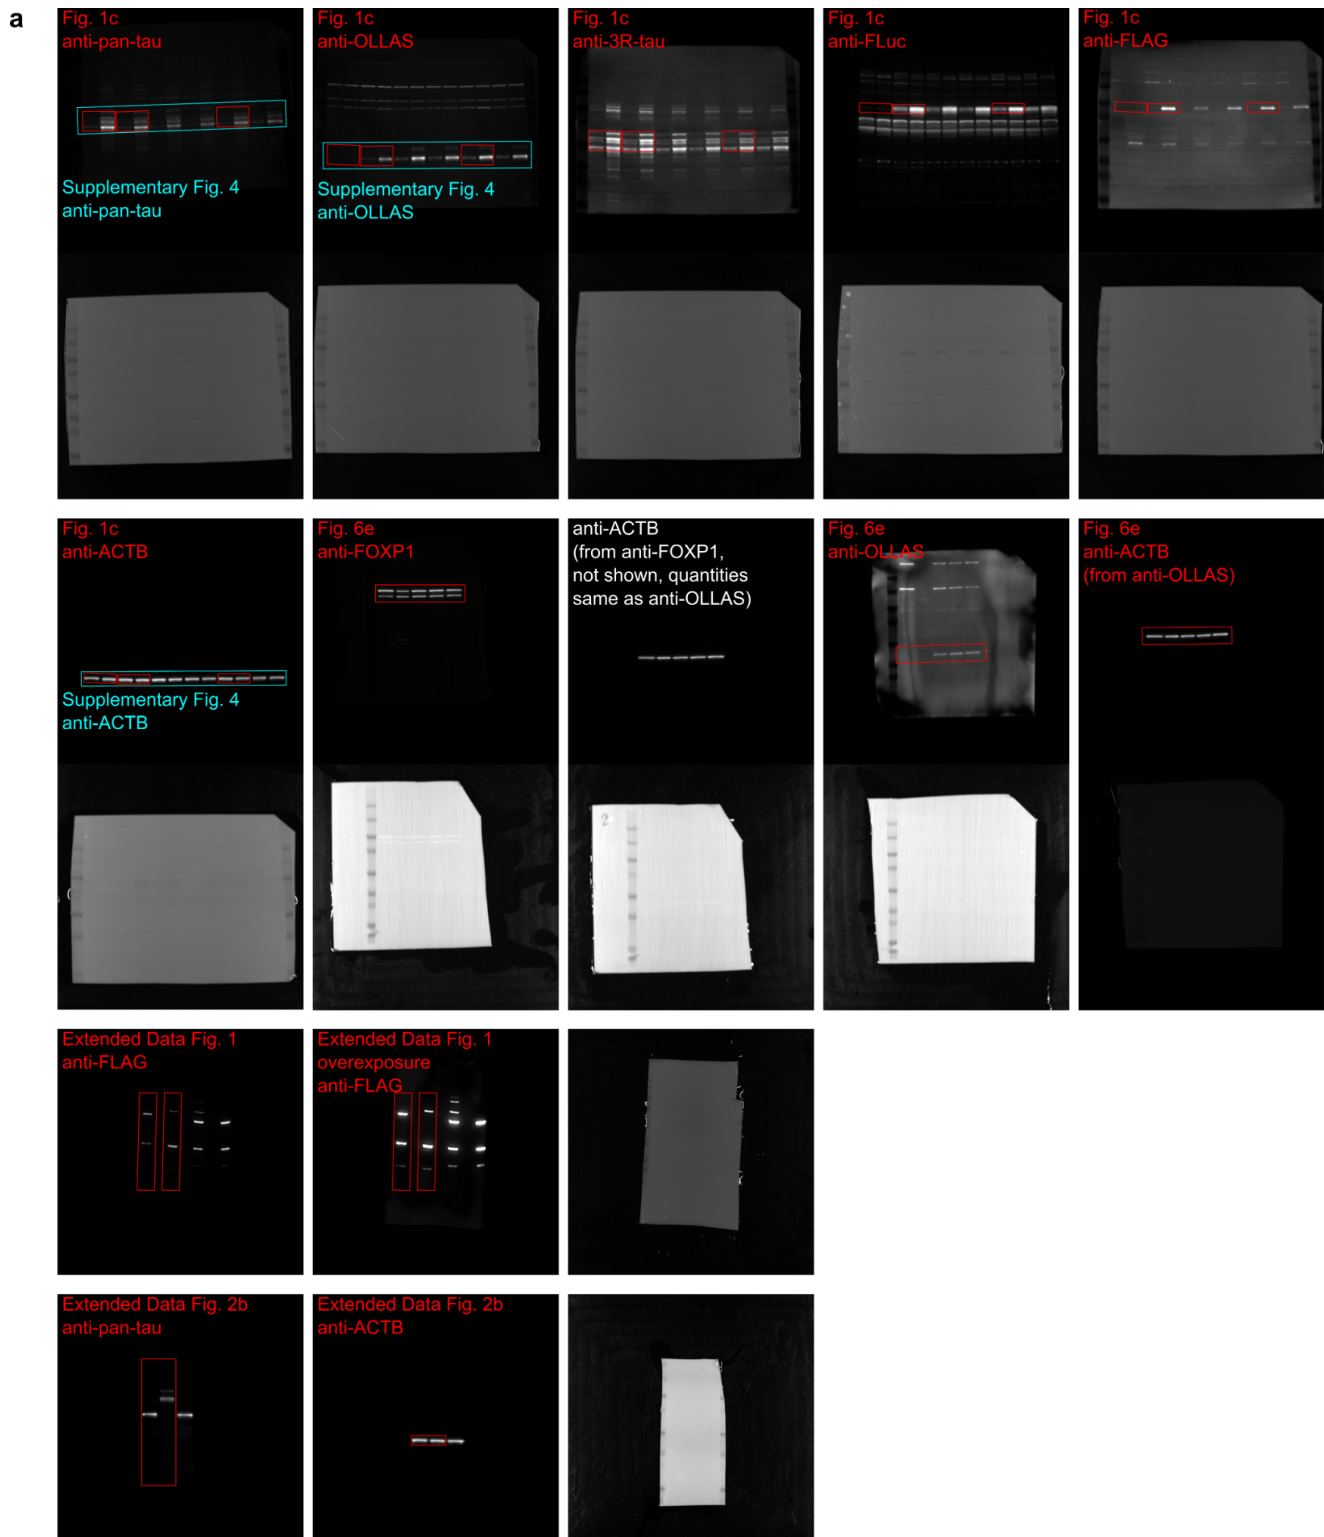 a
Fig. 1c
anti-pan-tau
Supplementary Fig. 4
anti-pan-tau
Fig. 1c
anti-OLLAS
Supplementary Fig. 4
anti-OLLAS
Fig. 1c
anti-3R-tau
Fig. 1c
anti-FLuc
Fig. 1c
anti-FLAG
Fig. 1c
anti-ACTB
Supplementary Fig. 4
anti-ACTB
Fig. 6e
anti-FOXP1
anti-ACTB
(from anti-FOXP1,
not shown, quantities
same as anti-OLLAS)
2
Fig. 6e
anti-OLLAS
Fig. 6e
anti-ACTB
(from anti-OLLAS)
Extended Data Fig. 1
anti-FLAG
Extended Data Fig. 1
overexposure
anti-FLAG
Extended Data Fig. 2b
anti-pan-tau
Extended Data Fig. 2b
anti-ACTB